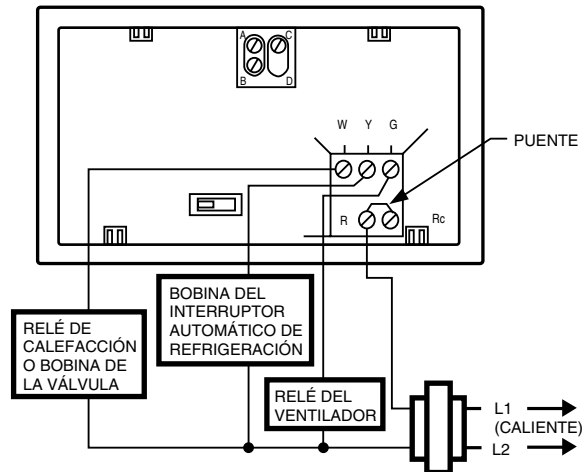 A C
B D
W Y G
PUENTE
R Rc
RELÉ DE
CALEFACCIÓN
O BOBINA DE
LA VÁLVULA
BOBINA DEL
INTERRUPTOR
AUTOMÁTICO DE
REFRIGERACIÓN
RELÉ DEL
VENTILADOR
L1
(CALIENTE)
L2